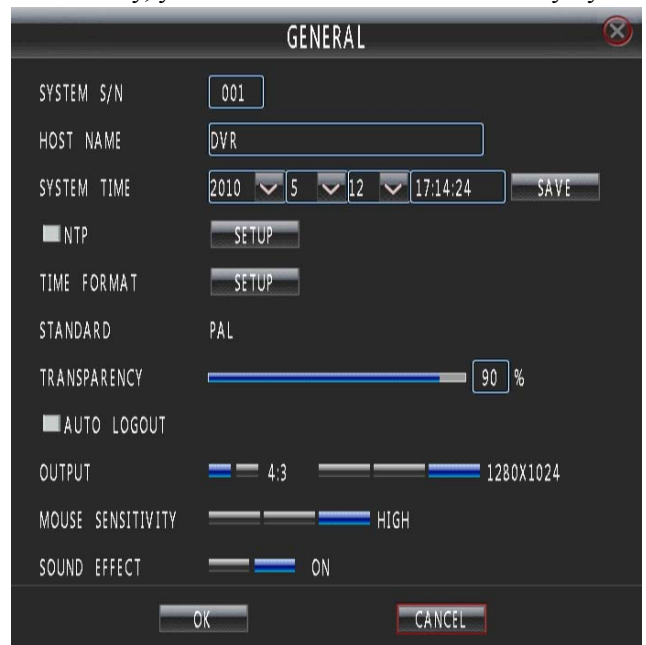 GENERAL
SYSTEM S/N 001
HOST NAME DVR
SYSTEM TIME 2010 5 12 17:14:24 SAVE
NTP SETUP
TIME FORMAT SETUP
STANDARD PAL
TRANSPARENCY 90 %
AUTO LOGOUT
OUTPUT 4:3 1280X1024
MOUSE SENSITIVITY HIGH
SOUND EFFECT ON
OK CANCEL